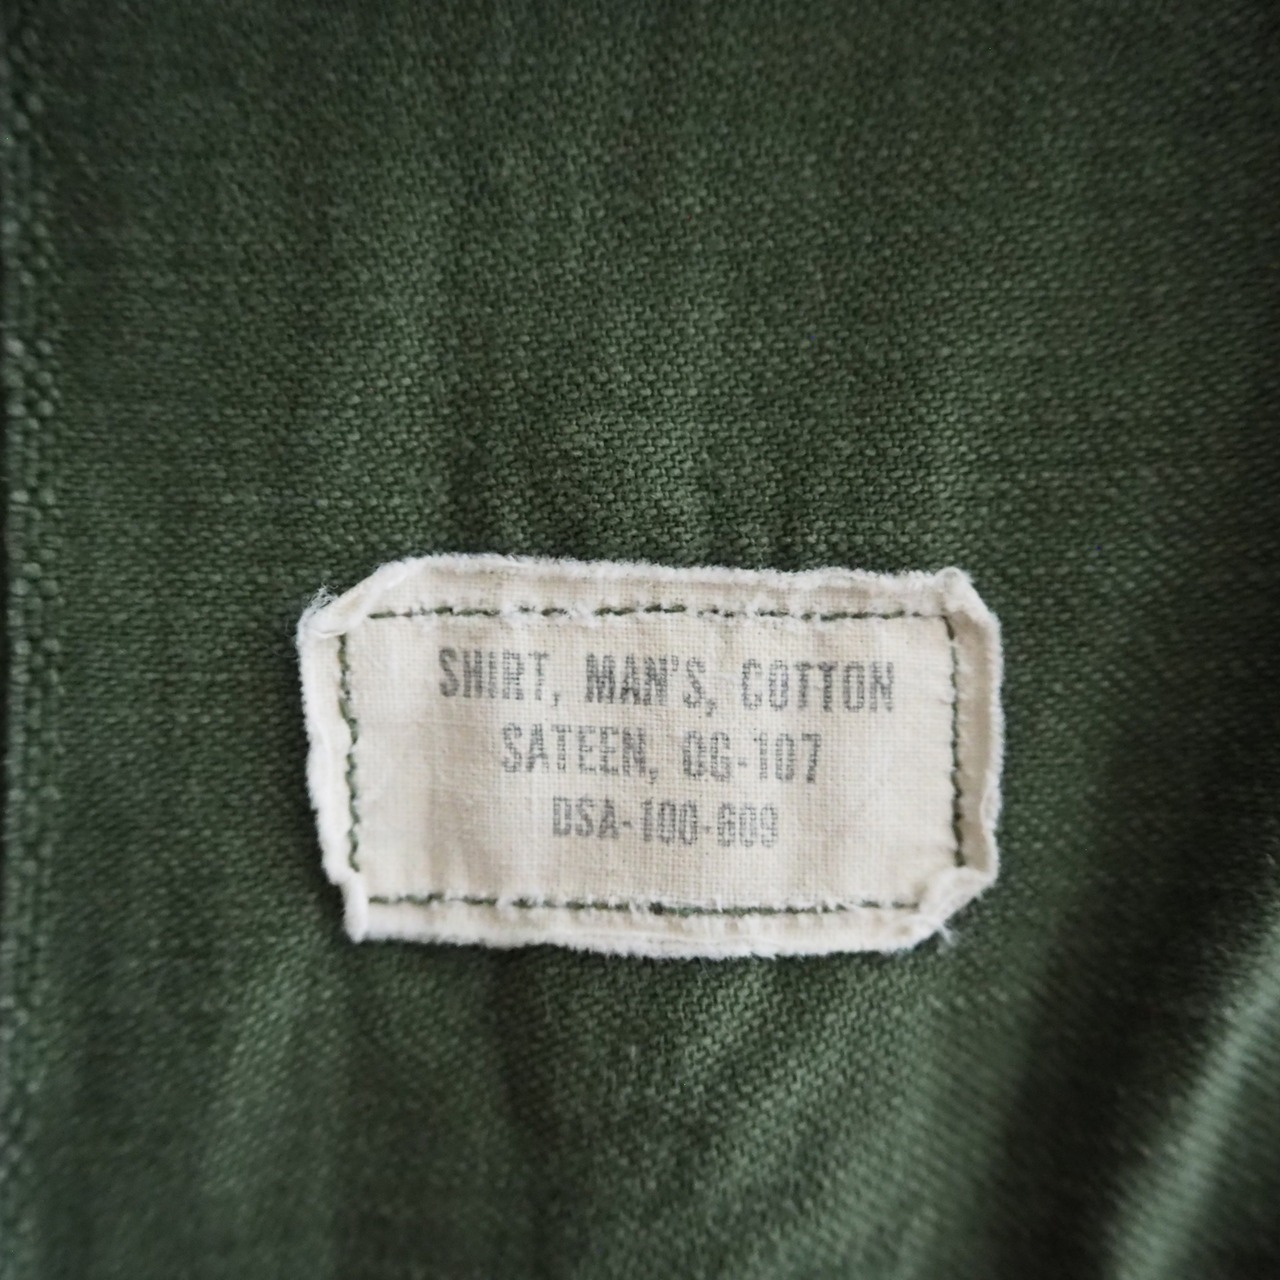 SHIRT, MAN'S, COTTON
SATEEN, OG-107
DSA-100-609